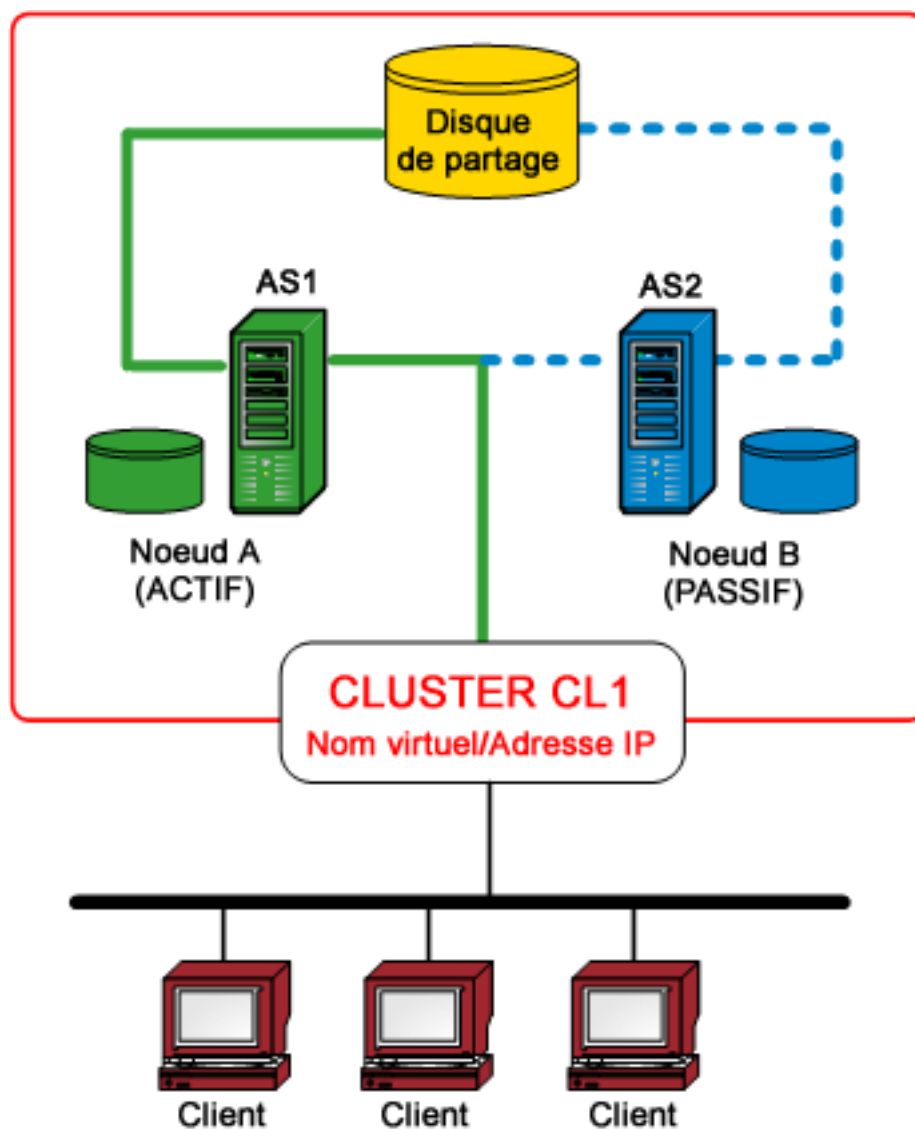 Disque
de partage
AS1
AS2
Noeud A
(ACTIF)
Noeud B
(PASSIF)
CLUSTER CL1
Nom virtuel/Adresse IP
Client
Client
Client